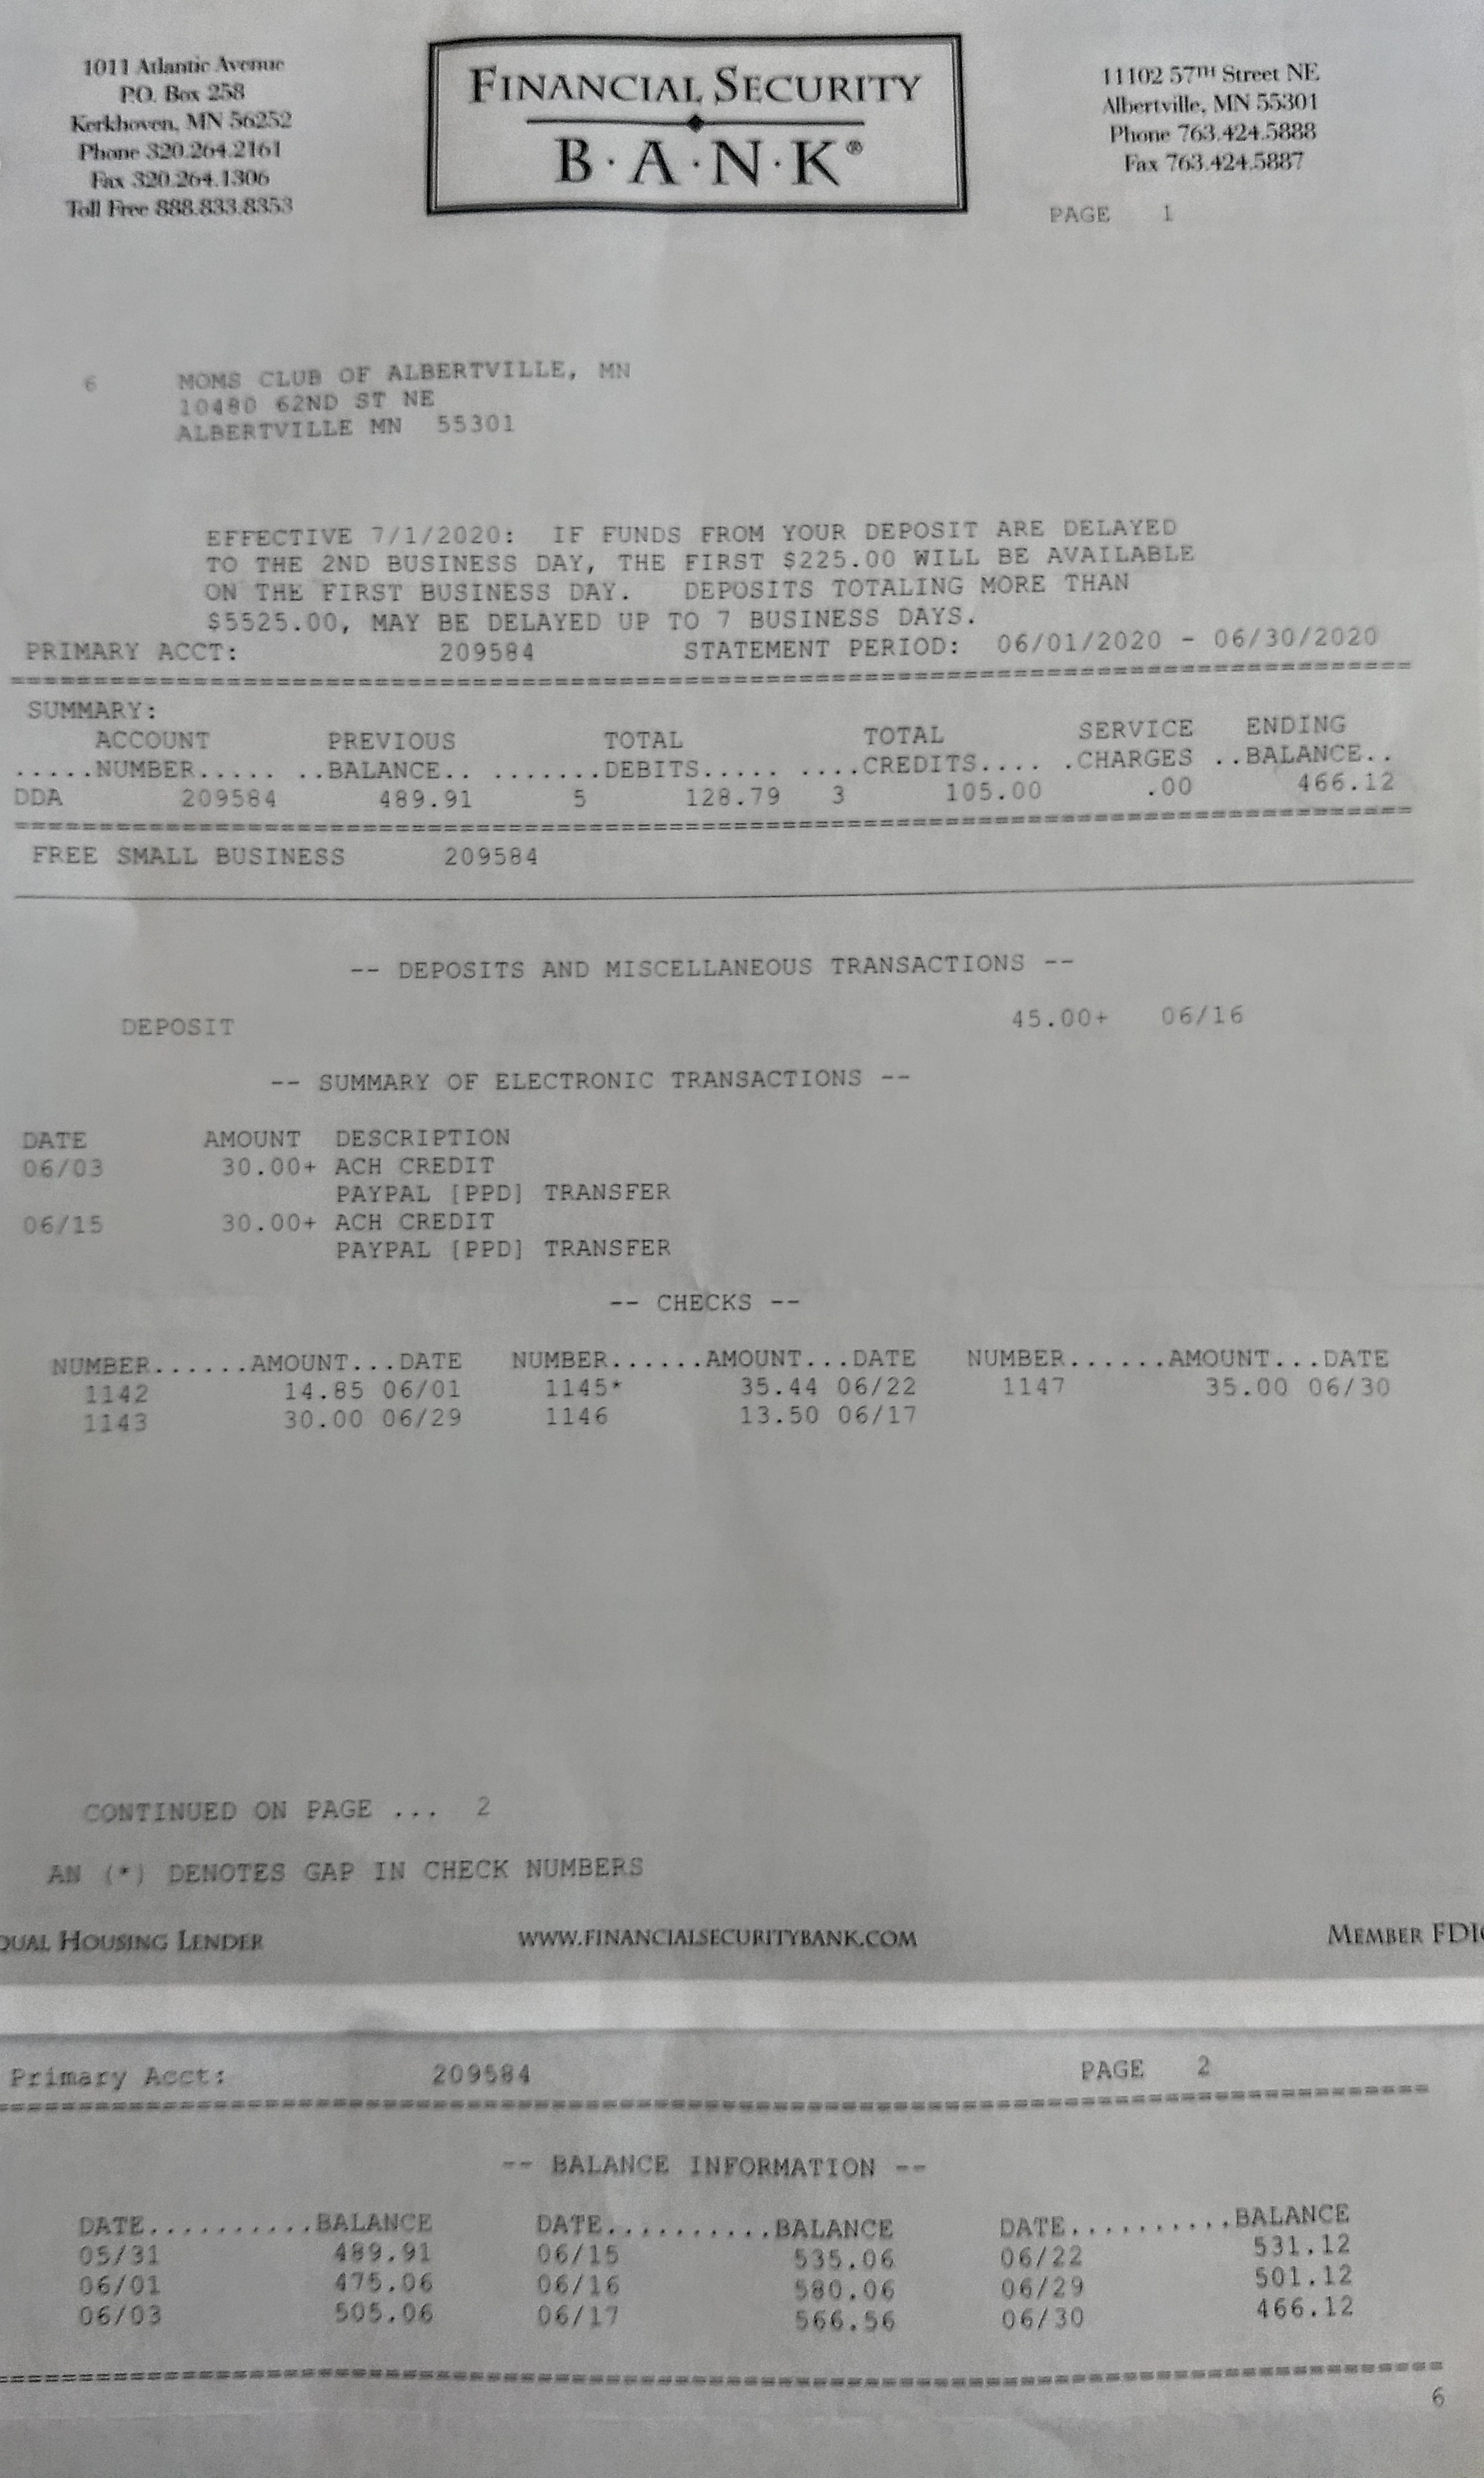 1011 Atlantic Avenue
P.O. Box 258
Kerkhoven, MN 56252
Phone 320.264.2161
Fax 320.264.1306
Toll Free 888.833.8353
FINANCIAL SECURITY
B·A·N·K®
11102 57TH Street NE
Albertville, MN 55301
Phone 763.424.5888
Fax 763.424.5887
PAGE 1
6 MOMS CLUB OF ALBERTVILLE, MN
10480 62ND ST NE
ALBERTVILLE MN 55301
EFFECTIVE 7/1/2020: IF FUNDS FROM YOUR DEPOSIT ARE DELAYED
TO THE 2ND BUSINESS DAY, THE FIRST $225.00 WILL BE AVAILABLE
ON THE FIRST BUSINESS DAY. DEPOSITS TOTALING MORE THAN
$5525.00, MAY BE DELAYED UP TO 7 BUSINESS DAYS.
PRIMARY ACCT: 209584 STATEMENT PERIOD: 06/01/2020 - 06/30/2020
SUMMARY:
ACCOUNT PREVIOUS TOTAL TOTAL SERVICE ENDING
.....NUMBER..... ..BALANCE.. .......DEBITS..... ....CREDITS.... .CHARGES ..BALANCE..
DDA 209584 489.91 5 128.79 3 105.00 .00 466.12
FREE SMALL BUSINESS 209584
-- DEPOSITS AND MISCELLANEOUS TRANSACTIONS --
DEPOSIT 45.00+ 06/16
-- SUMMARY OF ELECTRONIC TRANSACTIONS --
DATE AMOUNT DESCRIPTION
06/03 30.00+ ACH CREDIT
PAYPAL [PPD] TRANSFER
06/15 30.00+ ACH CREDIT
PAYPAL [PPD] TRANSFER
-- CHECKS --
NUMBER......AMOUNT...DATE NUMBER......AMOUNT...DATE NUMBER......AMOUNT...DATE
1142 14.85 06/01 1145* 35.44 06/22 1147 35.00 06/30
1143 30.00 06/29 1146 13.50 06/17
CONTINUED ON PAGE ... 2
AN (*) DENOTES GAP IN CHECK NUMBERS
QUAL HOUSING LENDER WWW.FINANCIALSECURITYBANK.COM MEMBER FDIC
Primary Acct: 209584 PAGE 2
-- BALANCE INFORMATION --
DATE..........BALANCE DATE..........BALANCE DATE..........BALANCE
05/31 489.91 06/15 535.06 06/22 531.12
06/01 475.06 06/16 580.06 06/29 501.12
06/03 505.06 06/17 566.56 06/30 466.12
6